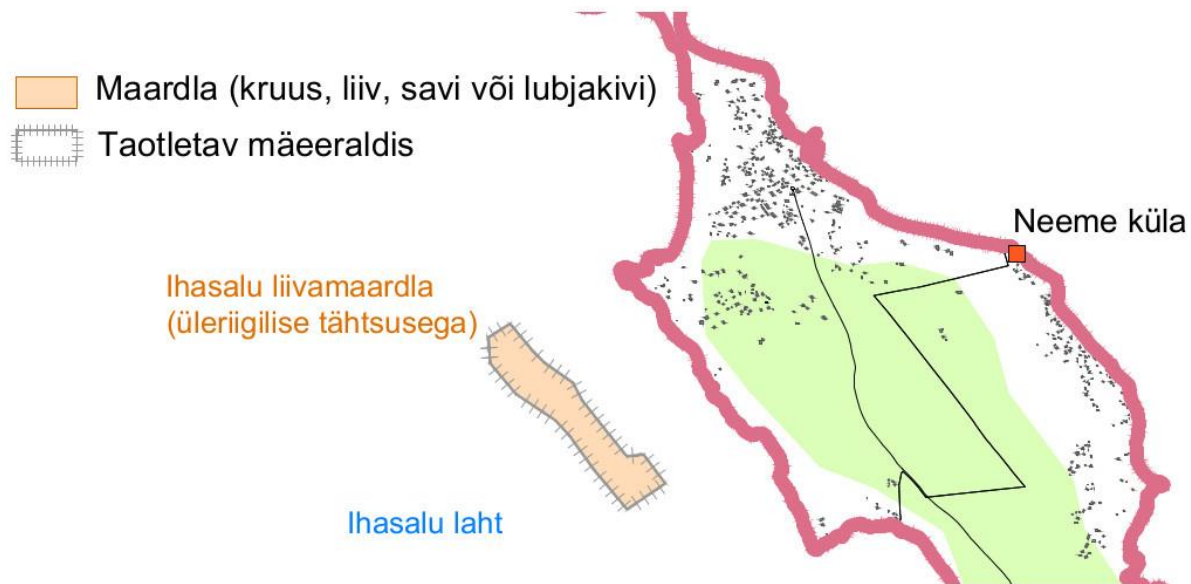 Maardla (kruus, liiv, savi või lubjakivi)
Taotletav mäeeraldis
Neeme küla
Ihasalu liivamaardla
(üleriigilise tähtsusega)
Ihasalu laht